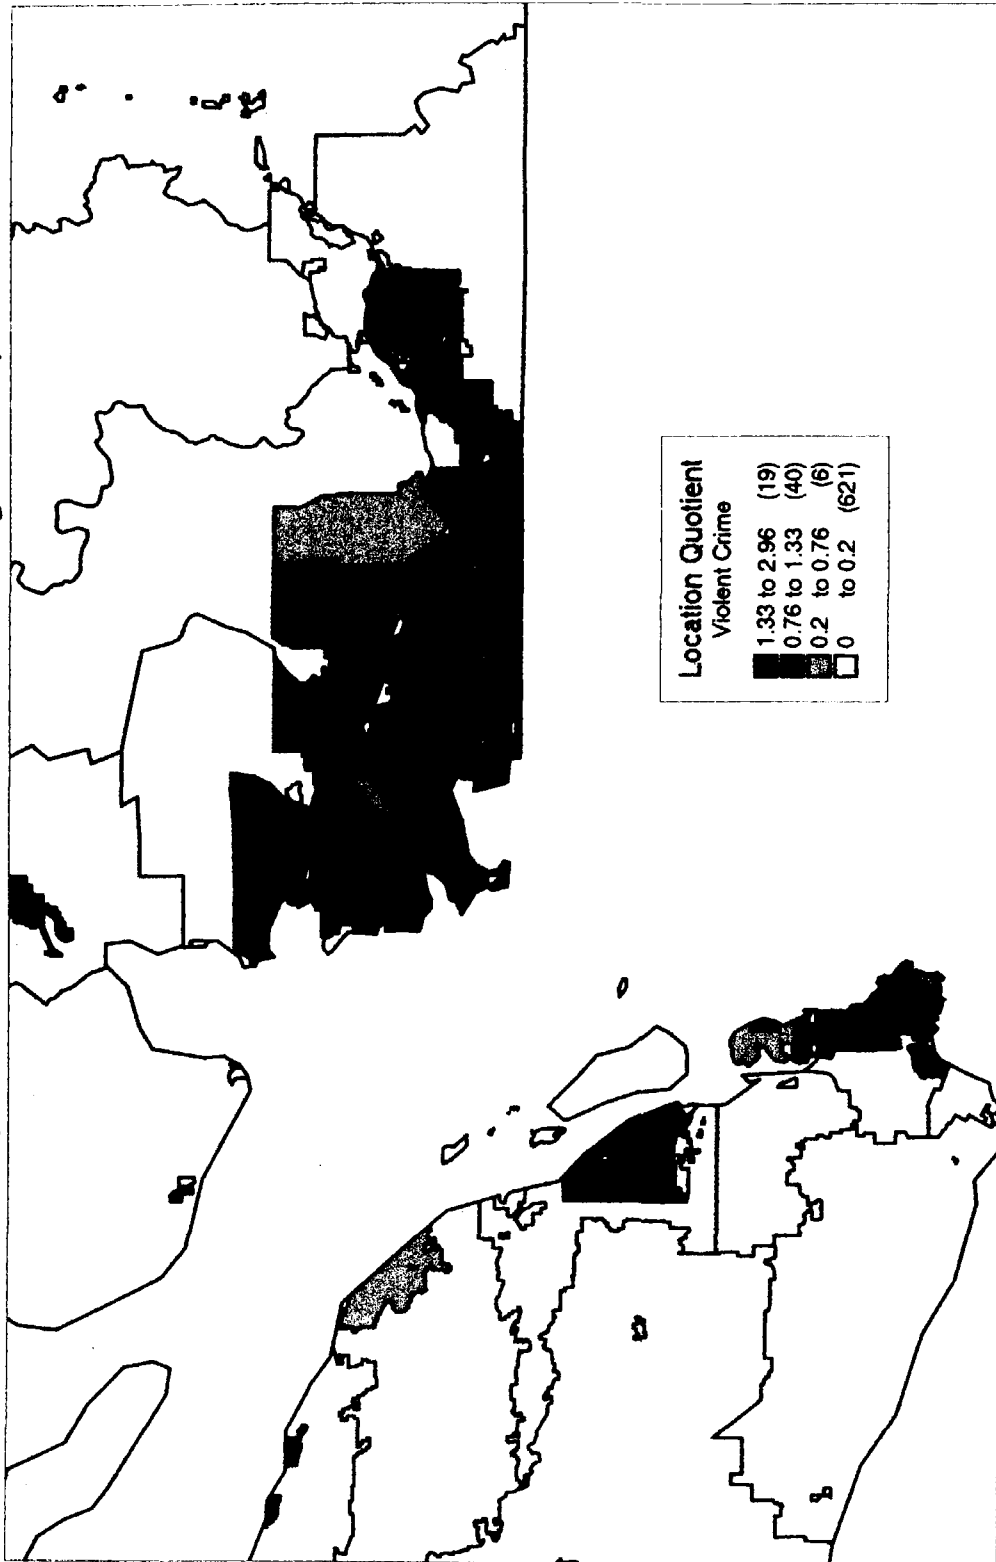 Location Quotient
Violent Crime
1.33 to 2.96 (19)
0.76 to 1.33 (40)
0.2 to 0.76 (6)
0 to 0.2 (621)